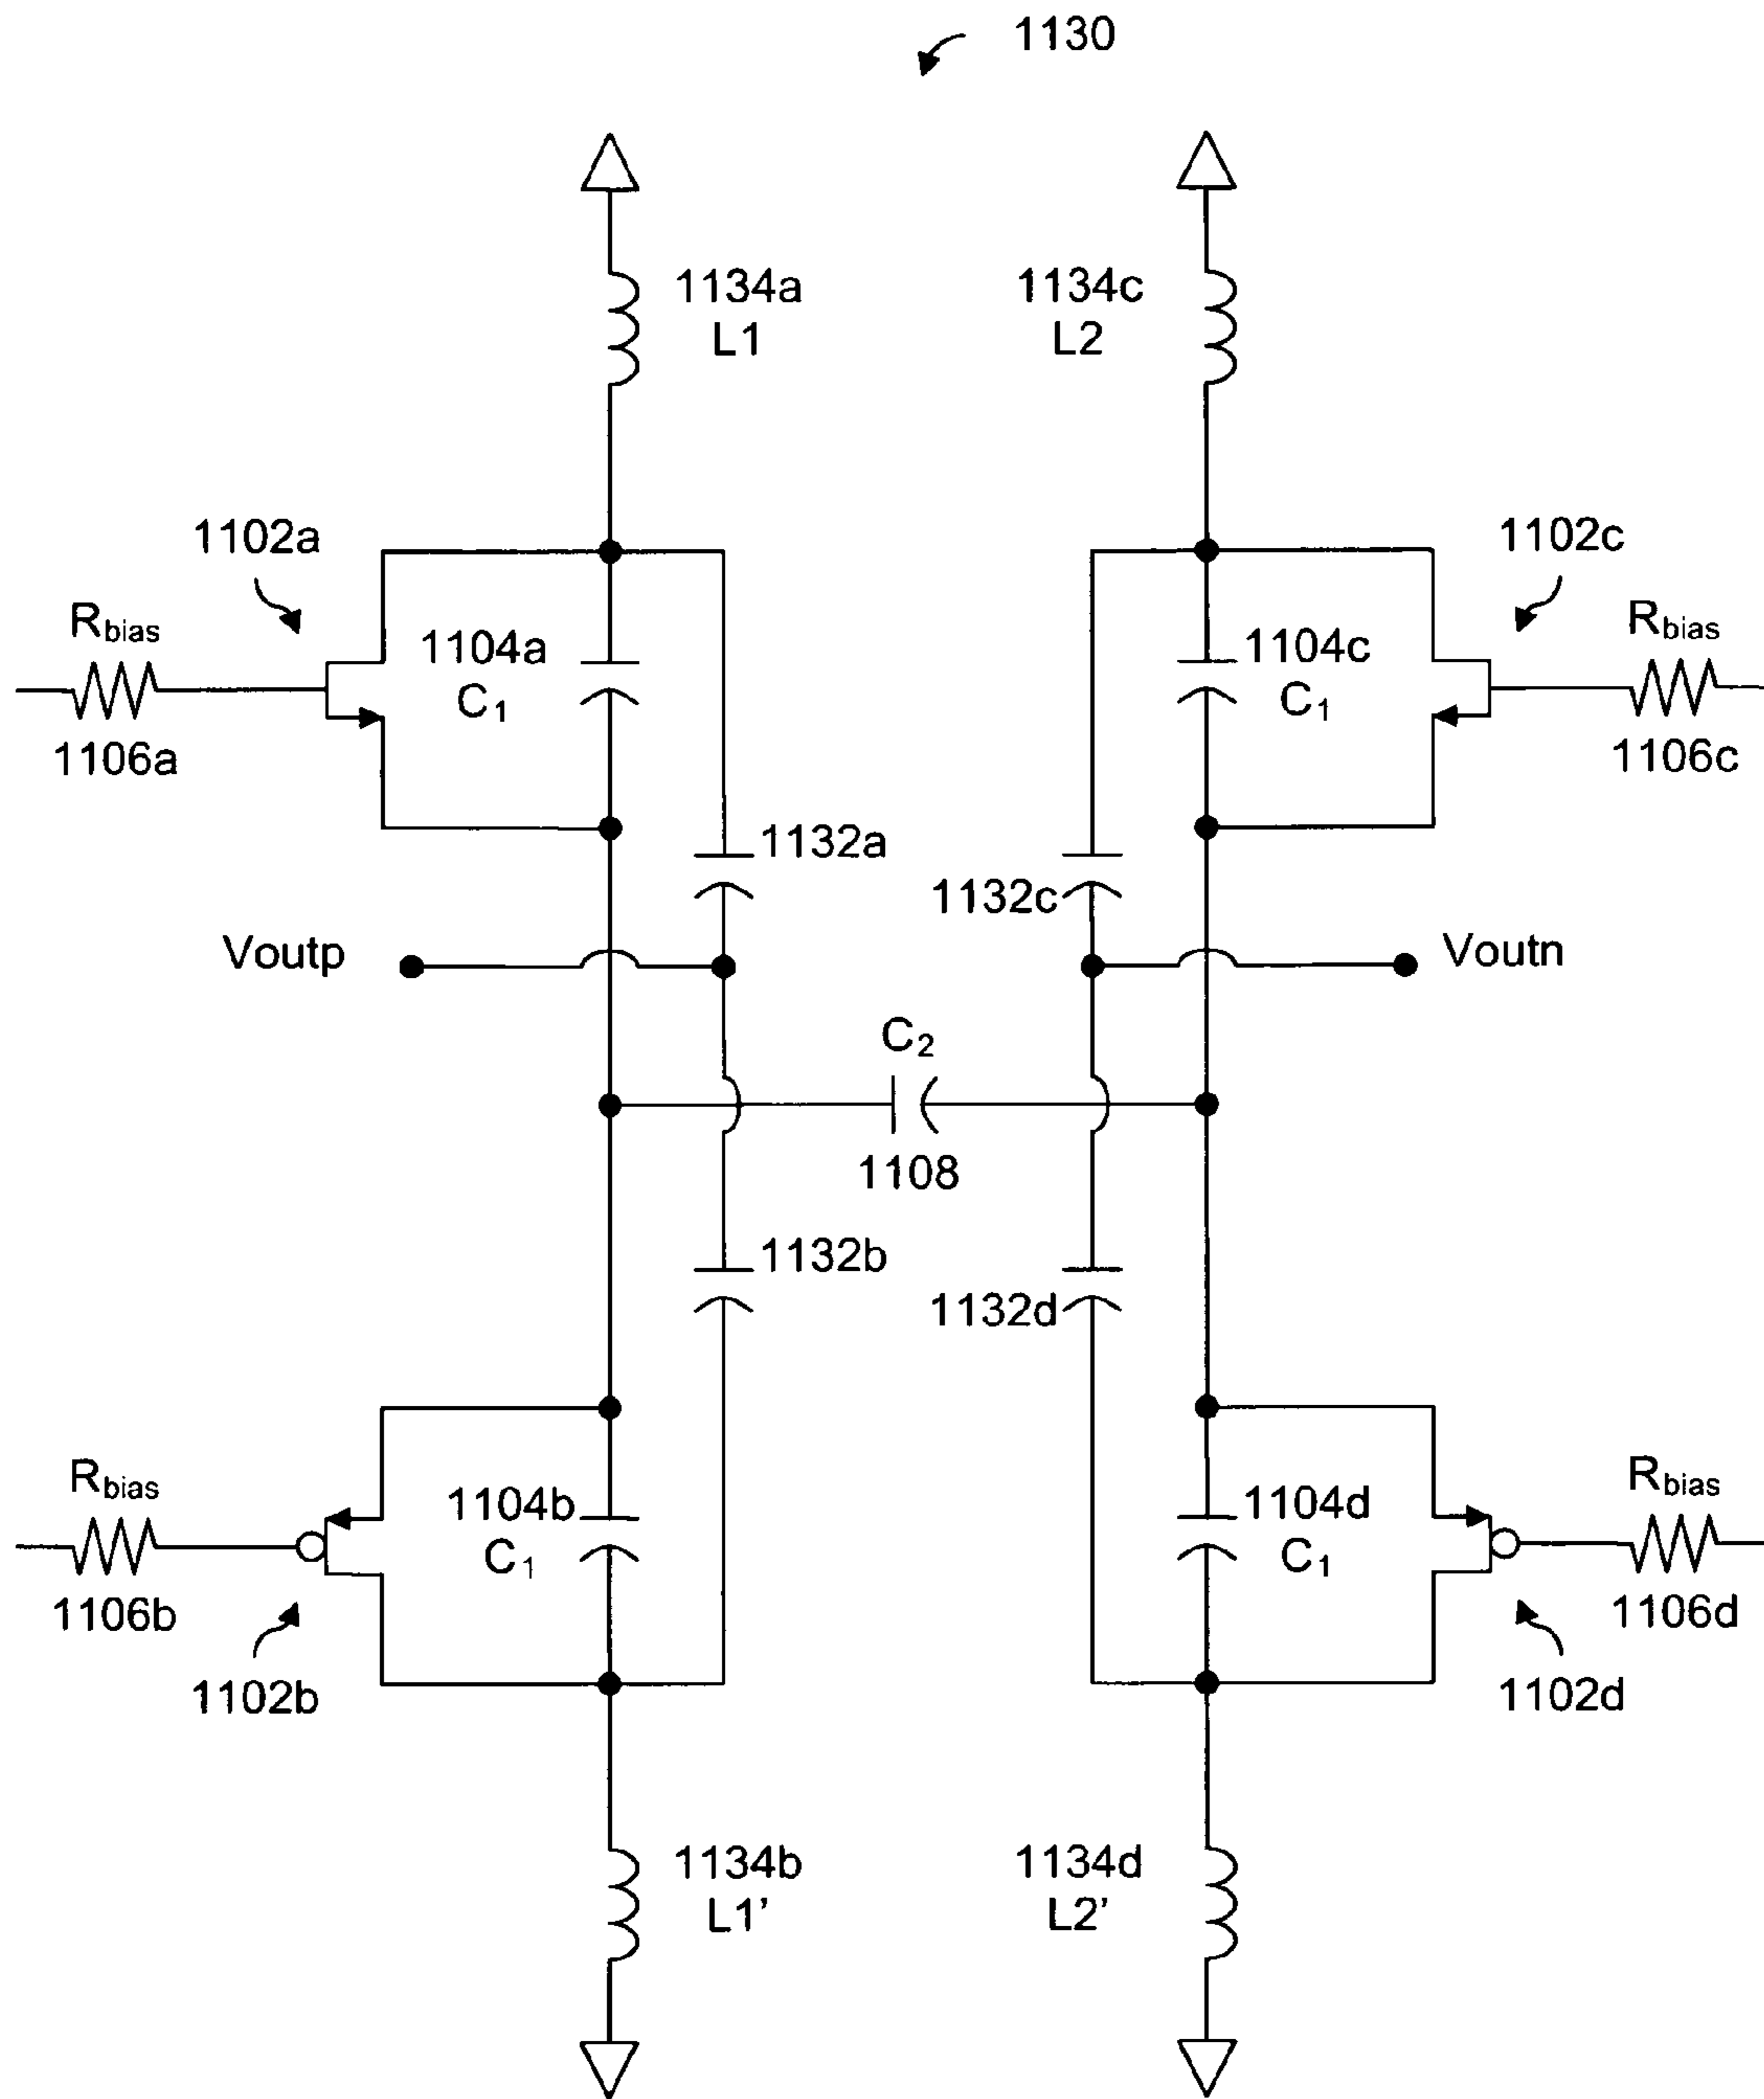 1130
1134a
L1
1134c
L2
1102a
1102c
Rbias
1104a
C1
1106a
1104c
C1
Rbias
1106c
1132a
1132c
Voutp
Voutn
C2
1108
1132b
1132d
Rbias
1104b
C1
1106b
1104d
C1
Rbias
1106d
1102b
1102d
1134b
L1’
1134d
L2’